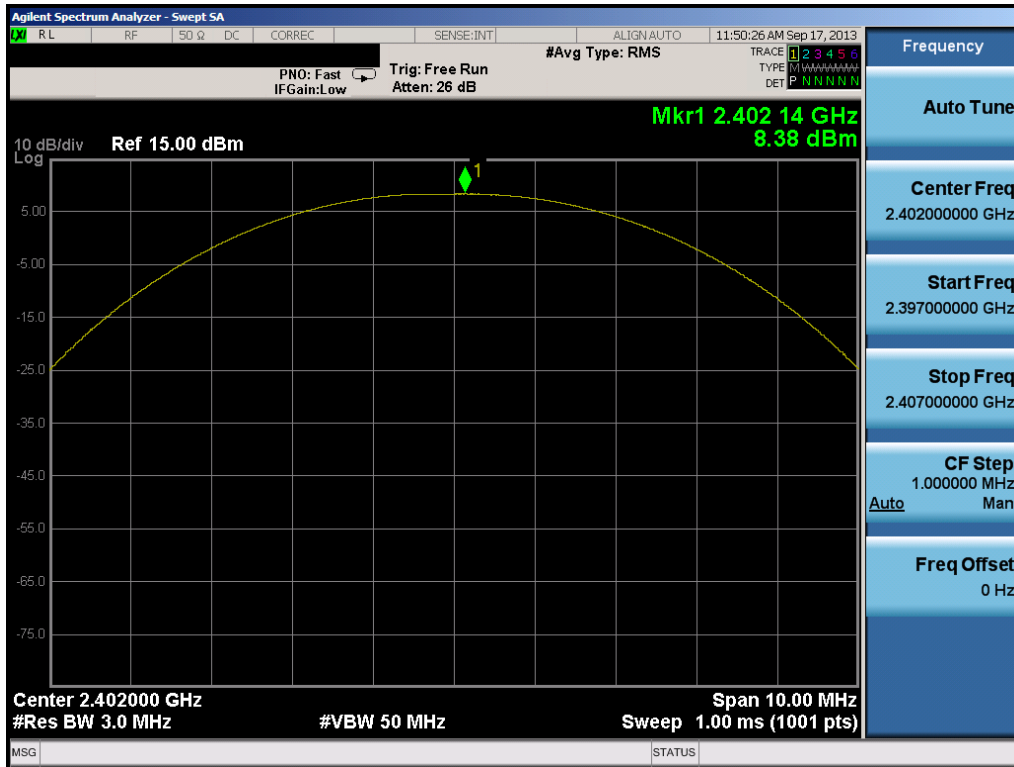 Agilent Spectrum Analyzer - Swept SA
LXI RL RF 50 Ω DC CORREC SENSE:INT ALIGN AUTO 11:50:26 AM Sep 17, 2013
#Avg Type: RMS TRACE 1 2 3 4 5 6
PNO: Fast Trig: Free Run TYPE M WWWWW
IFGain:Low Atten: 26 dB DET P N N N N N
Mkr1 2.402 14 GHz
8.38 dBm
10 dB/div Ref 15.00 dBm
Log
1
5.00
-5.00
-15.0
-25.0
-35.0
-45.0
-55.0
-65.0
-75.0
Center 2.402000 GHz Span 10.00 MHz
#Res BW 3.0 MHz #VBW 50 MHz Sweep 1.00 ms (1001 pts)
MSG STATUS
Frequency
Auto Tune
Center Freq
2.402000000 GHz
Start Freq
2.397000000 GHz
Stop Freq
2.407000000 GHz
CF Step
1.000000 MHz
Auto Man
Freq Offset
0 Hz